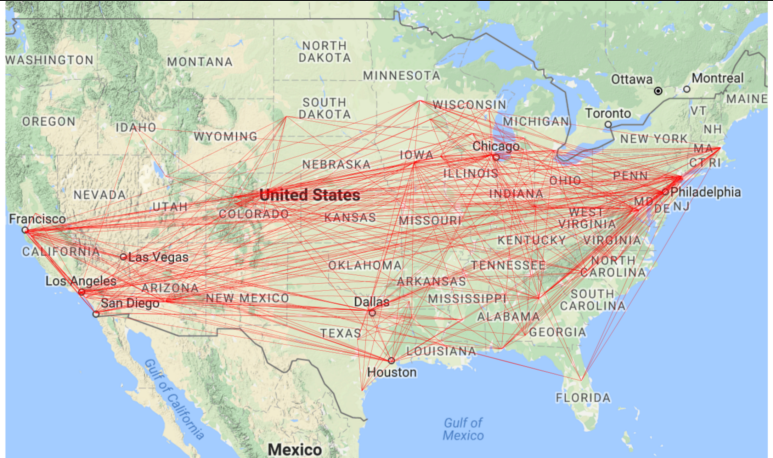 WASHINGTON
MONTANA
NORTH
DAKOTA
MINNESOTA
Ottawa
Montreal
MAINE
OREGON
IDAHO
WYOMING
SOUTH
DAKOTA
WISCONSIN
MICHIGAN
Toronto
VT
NH
NEW YORK
MA
CT RI
Chicago
IOWA
NEBRASKA
ILLINOIS
INDIANA
OHIO
PENN
Philadelphia
MD
DE NJ
NEVADA
UTAH
United States
COLORADO
KANSAS
MISSOURI
WEST
VIRGINIA
KENTUCKY
VIRGINIA
Francisco
CALIFORNIA
Las Vegas
Los Angeles
ARIZONA
NEW MEXICO
OKLAHOMA
ARKANSAS
TENNESSEE
NORTH
CAROLINA
San Diego
Dallas
MISSISSIPPI
SOUTH
CAROLINA
ALABAMA
GEORGIA
TEXAS
LOUISIANA
Houston
FLORIDA
Gulf of California
Gulf of
Mexico
Mexico